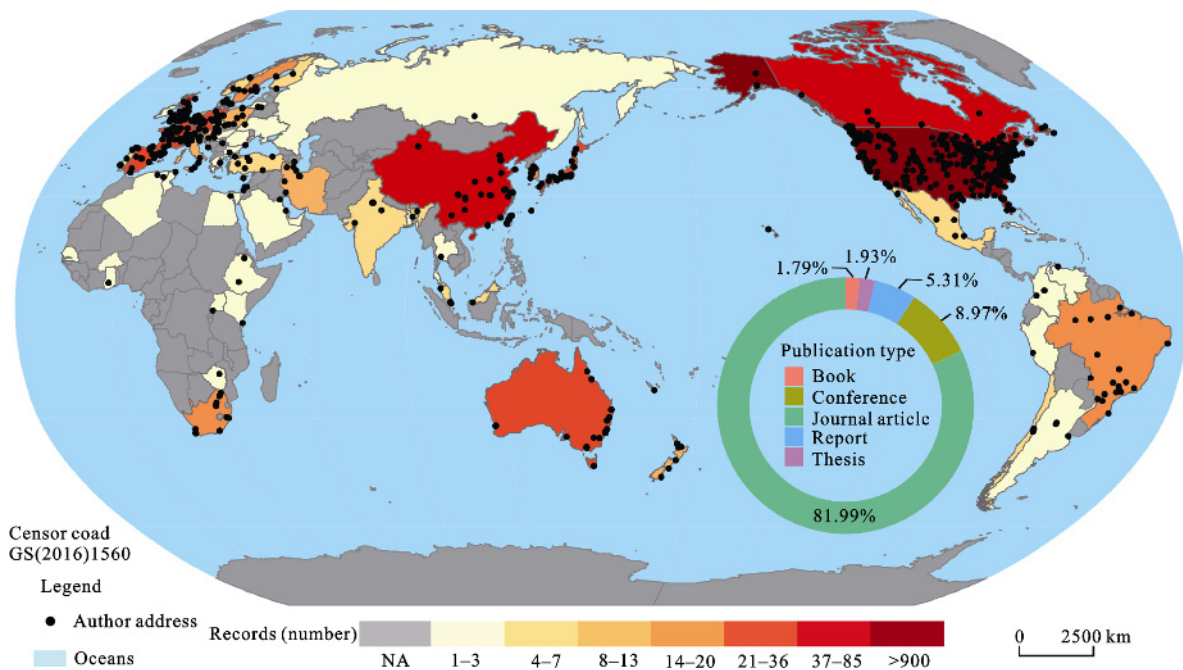 1.79%
1.93%
5.31%
8.97%
Publication type
Book
Conference
Journal article
Report
Thesis
81.99%
Censor coad
GS(2016)1560
Legend
Author address
Oceans
Records (number)
NA
1–3
4–7
8–13
14–20
21–36
37–85
>900
0 2500 km